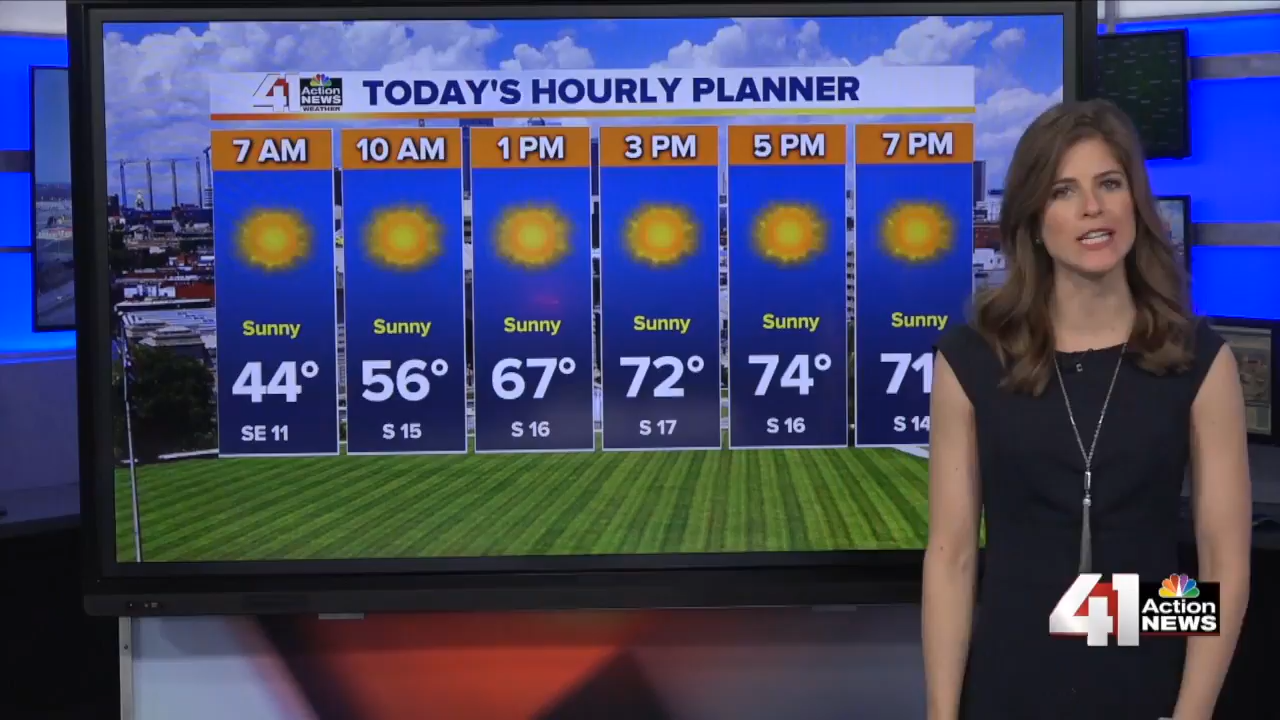 41 Action NEWS WEATHER TODAY'S HOURLY PLANNER
7 AM 10 AM 1 PM 3 PM 5 PM 7 PM
Sunny Sunny Sunny Sunny Sunny Sunny
44° 56° 67° 72° 74° 71
SE 11 S 15 S 16 S 17 S 16 S 14
41 Action NEWS